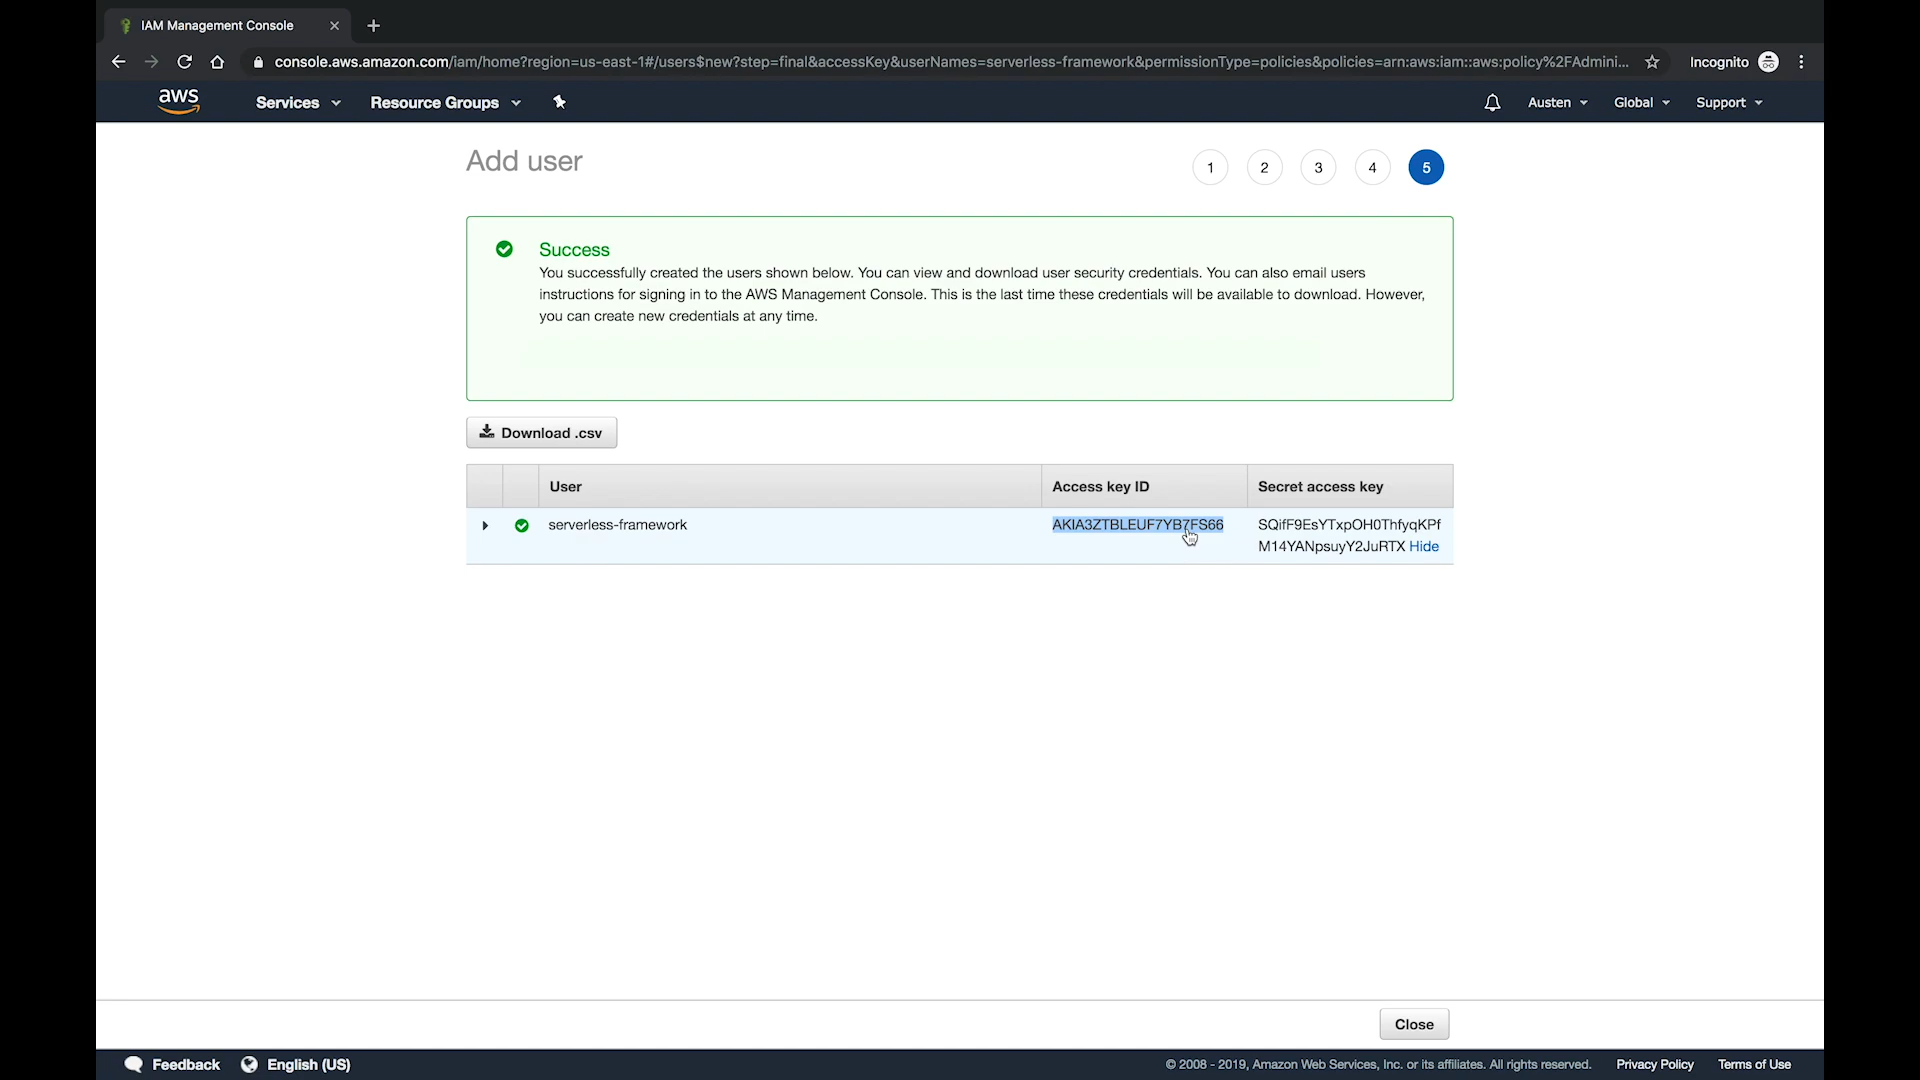 IAM Management Console
console.aws.amazon.com/iam/home?region=us-east-1#/users$new?step=final&accessKey&userNames=serverless-framework&permissionType=policies&policies=arn:aws:iam::aws:policy%2FAdmini...
Incognito
aws
Services
Resource Groups
Austen
Global
Support
Add user
1 2 3 4 5
Success
You successfully created the users shown below. You can view and download user security credentials. You can also email users
instructions for signing in to the AWS Management Console. This is the last time these credentials will be available to download. However,
you can create new credentials at any time.
Download .csv
User Access key ID Secret access key
serverless-framework AKIA3ZTBLEUF7YB7FS66 SQifF9EsYTxpOH0ThfyqKPf
M14YANpsuyY2JuRTX Hide
Close
Feedback English (US)
© 2008 - 2019, Amazon Web Services, Inc. or its affiliates. All rights reserved. Privacy Policy Terms of Use